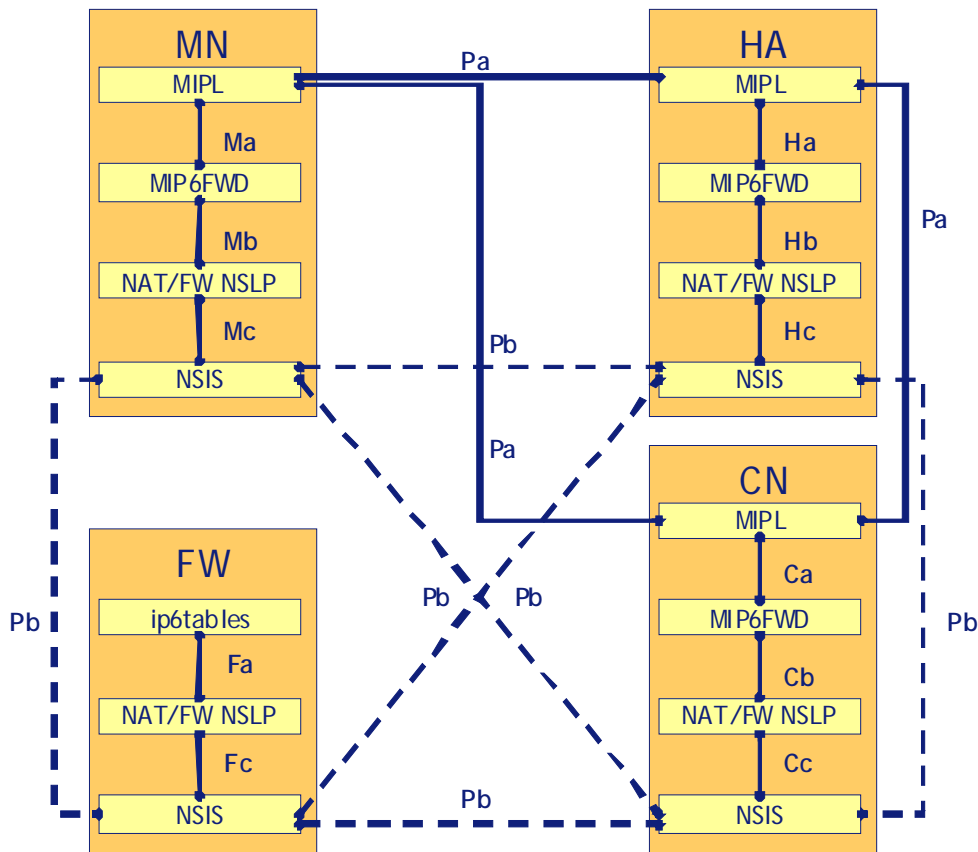 MN
MIPL
Ma
MIP6FWD
Mb
NAT/FW NSLP
Mc
NSIS
Pa
HA
MIPL
Ha
MIP6FWD
Hb
NAT/FW NSLP
Hc
NSIS
Pa
Pb
Pa
CN
MIPL
Ca
MIP6FWD
Cb
NAT/FW NSLP
Cc
NSIS
FW
ip6tables
Fa
NAT/FW NSLP
Fc
NSIS
Pb
Pb
Pb
Pb
Pb